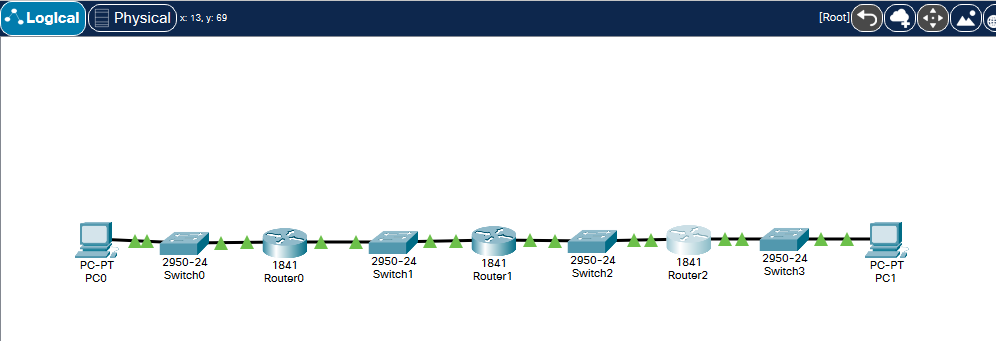 Logical
Physical
x: 13, y: 69
[Root]
PC-PT
PC0
2950-24
Switch0
1841
Router0
2950-24
Switch1
1841
Router1
2950-24
Switch2
1841
Router2
2950-24
Switch3
PC-PT
PC1